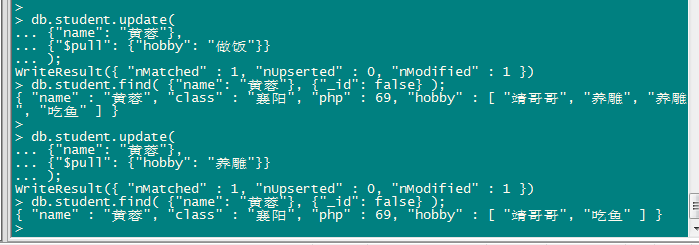 >
> db.student.update(
... {"name": "黄蓉"},
... {"$pull": {"hobby": "做饭"}}
... );
WriteResult({ "nMatched" : 1, "nUpserted" : 0, "nModified" : 1 })
> db.student.find( {"name": "黄蓉"}, {"_id": false} );
{ "name" : "黄蓉", "class" : "襄阳", "php" : 69, "hobby" : [ "靖哥哥", "养雕", "养雕
", "吃鱼" ] }
>
> db.student.update(
... {"name": "黄蓉"},
... {"$pull": {"hobby": "养雕"}}
... );
WriteResult({ "nMatched" : 1, "nUpserted" : 0, "nModified" : 1 })
> db.student.find( {"name": "黄蓉"}, {"_id": false} );
{ "name" : "黄蓉", "class" : "襄阳", "php" : 69, "hobby" : [ "靖哥哥", "吃鱼" ] }
>